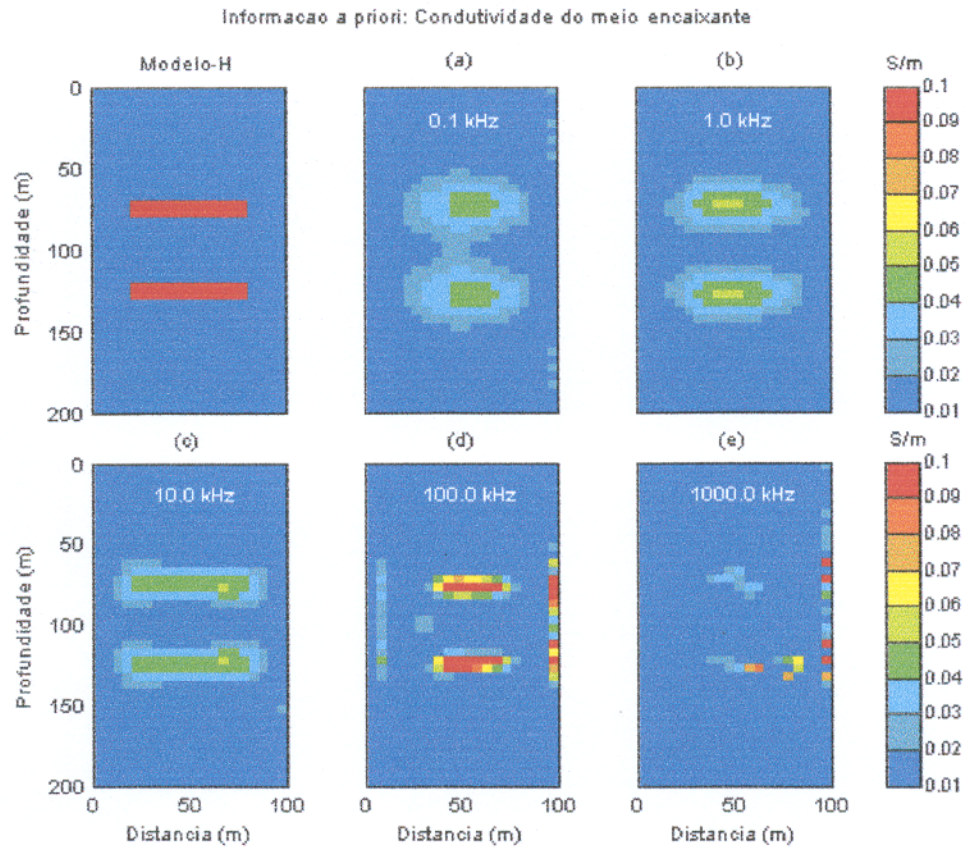 Informacao a priori: Condutividade do meio encaixante
Modelo-H
(a)
(b)
S/m
0
50
100
150
200
Profundidade (m)
0.1 kHz
1.0 kHz
0.1
0.09
0.08
0.07
0.06
0.05
0.04
0.03
0.02
0.01
(c)
(d)
(e)
S/m
0
50
100
150
200
Profundidade (m)
10.0 kHz
100.0 kHz
1000.0 kHz
0.1
0.09
0.08
0.07
0.06
0.05
0.04
0.03
0.02
0.01
0
50
100
0
50
100
0
50
100
Distancia (m)
Distancia (m)
Distancia (m)